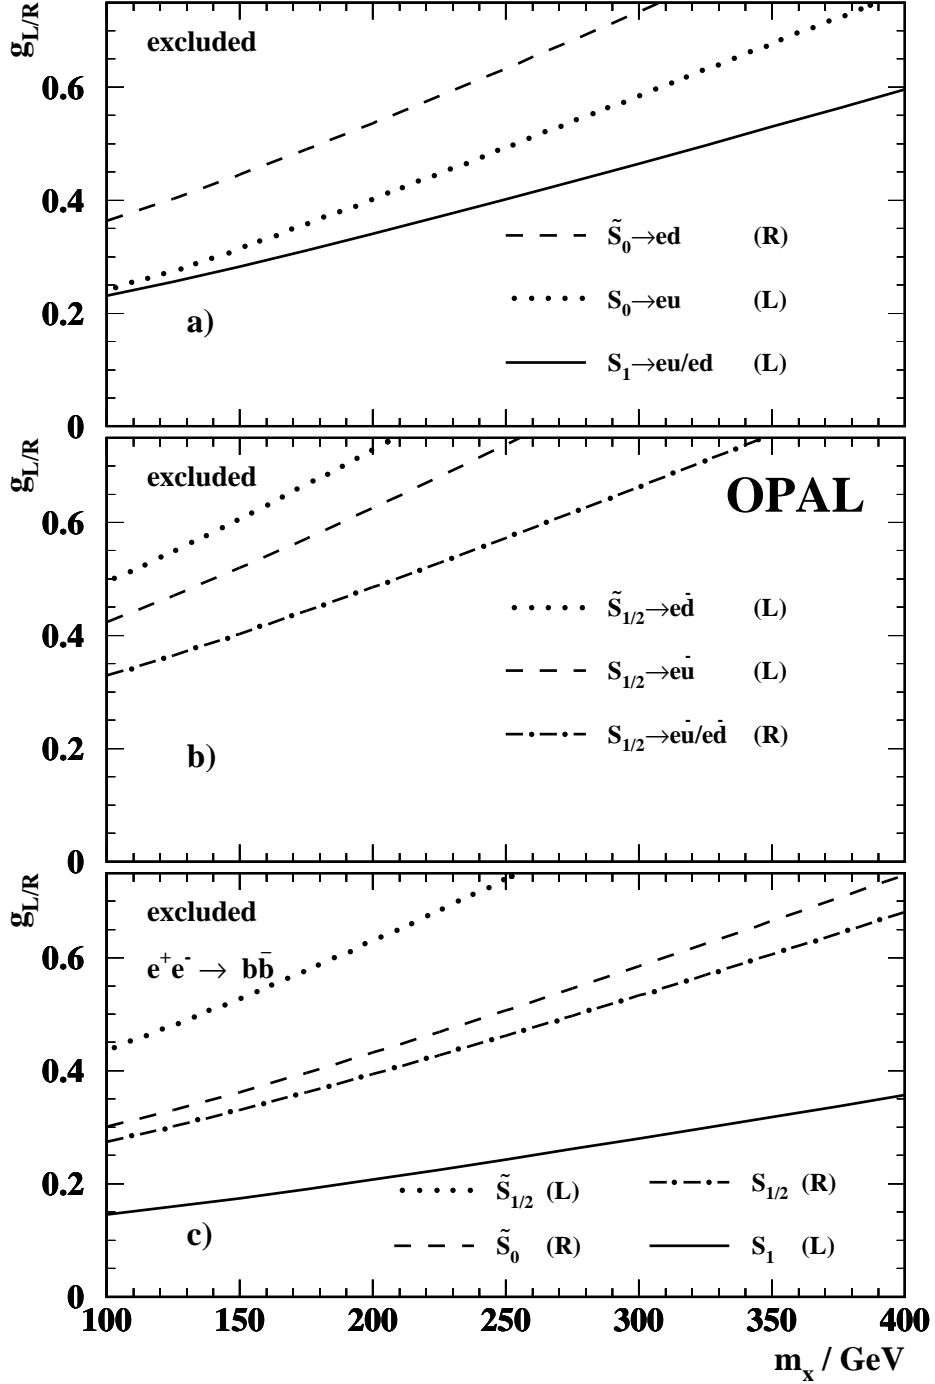 g_L/R
excluded
0.6
0.4
0.2
0
S̃_0→ed (R)
S_0→eu (L)
S_1→eu/ed (L)
a)
g_L/R
excluded
OPAL
0.6
0.4
0.2
0
S̃_1/2→ed̄ (L)
S_1/2→eū (L)
S_1/2→eū/ed̄ (R)
b)
g_L/R
excluded
e⁺e⁻ → bb̄
0.6
0.4
0.2
0
S̃_1/2 (L) S_1/2 (R)
c)
S̃_0 (R) S_1 (L)
100 150 200 250 300 350 400
m_x / GeV